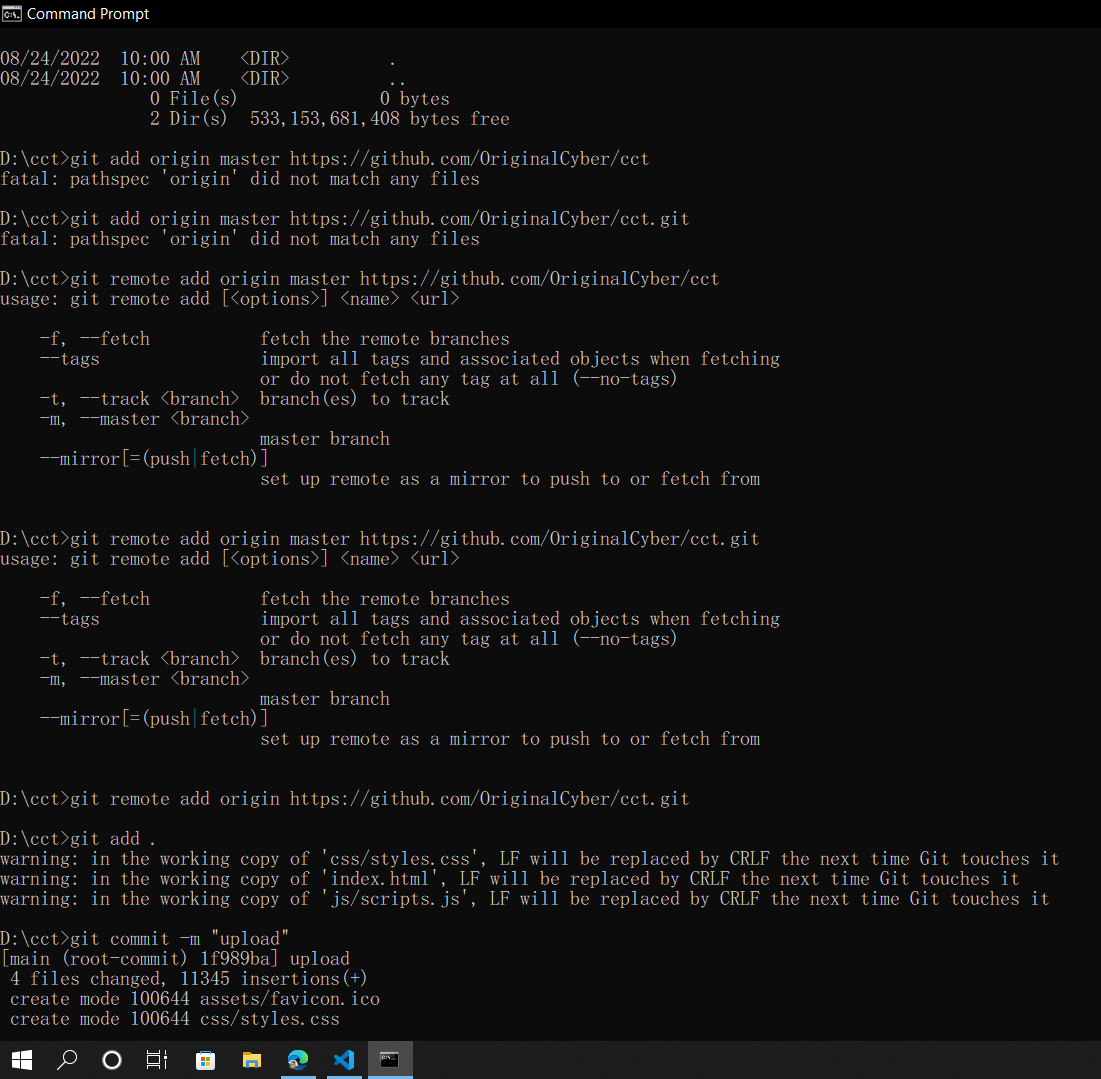 Command Prompt
08/24/2022  10:00 AM    <DIR>          .
08/24/2022  10:00 AM    <DIR>          ..
               0 File(s)              0 bytes
               2 Dir(s)  533,153,681,408 bytes free
D:\cct>git add origin master https://github.com/OriginalCyber/cct
fatal: pathspec 'origin' did not match any files
D:\cct>git add origin master https://github.com/OriginalCyber/cct.git
fatal: pathspec 'origin' did not match any files
D:\cct>git remote add origin master https://github.com/OriginalCyber/cct
usage: git remote add [<options>] <name> <url>
    -f, --fetch           fetch the remote branches
    --tags                import all tags and associated objects when fetching
                          or do not fetch any tag at all (--no-tags)
    -t, --track <branch>  branch(es) to track
    -m, --master <branch>
                          master branch
    --mirror[=(push|fetch)]
                          set up remote as a mirror to push to or fetch from
D:\cct>git remote add origin master https://github.com/OriginalCyber/cct.git
usage: git remote add [<options>] <name> <url>
    -f, --fetch           fetch the remote branches
    --tags                import all tags and associated objects when fetching
                          or do not fetch any tag at all (--no-tags)
    -t, --track <branch>  branch(es) to track
    -m, --master <branch>
                          master branch
    --mirror[=(push|fetch)]
                          set up remote as a mirror to push to or fetch from
D:\cct>git remote add origin https://github.com/OriginalCyber/cct.git
D:\cct>git add .
warning: in the working copy of 'css/styles.css', LF will be replaced by CRLF the next time Git touches it
warning: in the working copy of 'index.html', LF will be replaced by CRLF the next time Git touches it
warning: in the working copy of 'js/scripts.js', LF will be replaced by CRLF the next time Git touches it
D:\cct>git commit -m "upload"
[main (root-commit) 1f989ba] upload
 4 files changed, 11345 insertions(+)
 create mode 100644 assets/favicon.ico
 create mode 100644 css/styles.css